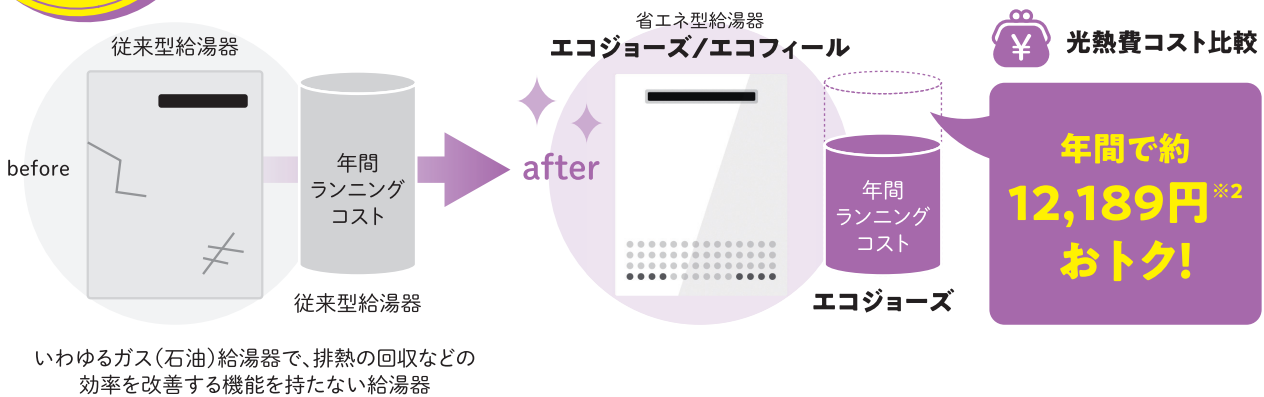 従来型給湯器
before
年間
ランニング
コスト
従来型給湯器
いわゆるガス（石油）給湯器で、排熱の回収などの
効率を改善する機能を持たない給湯器
省エネ型給湯器
エコジョーズ/エコフィール
after
年間
ランニング
コスト
エコジョーズ
¥
光熱費コスト比較
年間で約
12,189円※2
おトク!